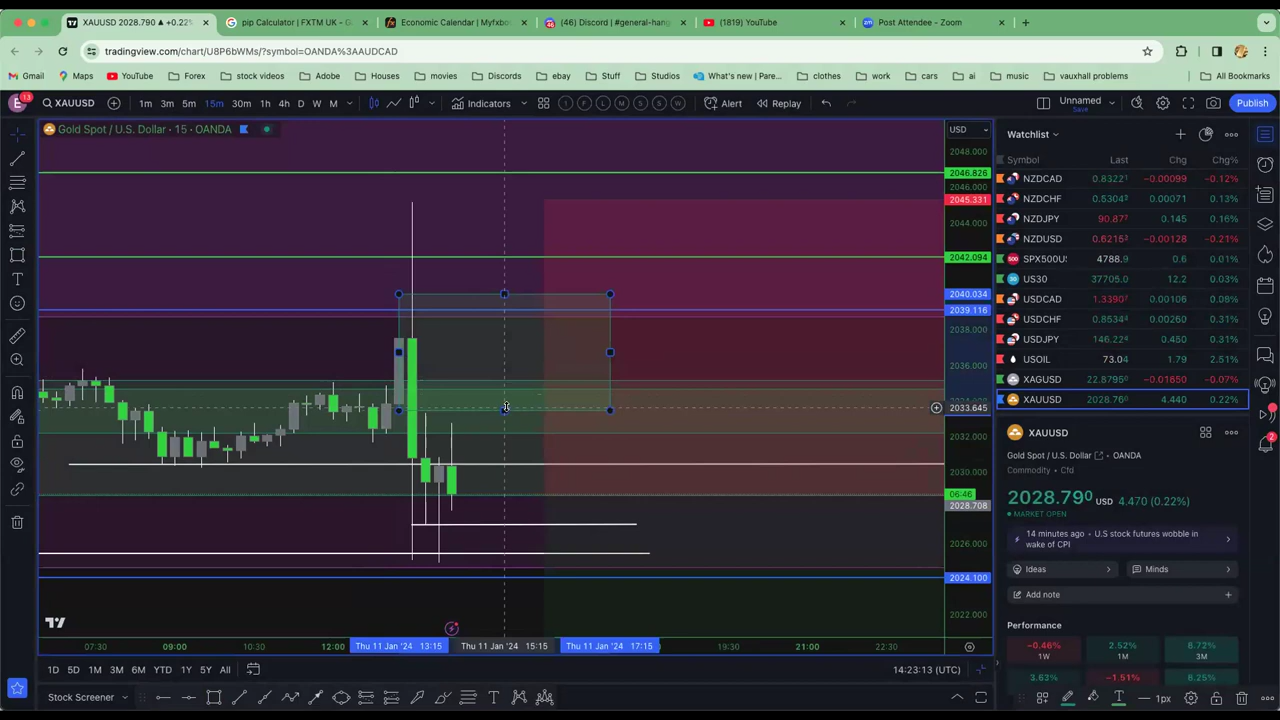 XAUUSD 2028.790 ▲ +0.22%
pip Calculator | FXTM UK - G
Economic Calendar | Myfxbo
(46) Discord | #general-hang
(1819) YouTube
Post Attendee - Zoom
tradingview.com/chart/U8P6bWMs/?symbol=OANDA%3AAUDCAD
Gmail Maps YouTube Forex stock videos Adobe Houses movies Discords ebay Stuff Studios What's new | Pare... clothes work cars ai music vauxhall problems All Bookmarks
E 13 XAUUSD 1m 3m 5m 15m 30m 1h 4h D W M Indicators Alert Replay Unnamed Save Publish
Gold Spot / U.S. Dollar · 15 · OANDA
USD
2048.000
2046.826
2046.000
2045.331
2044.000
2042.094
2040.034
2039.116
2038.000
2036.000
2033.645
2032.000
2030.000
06:46
2028.708
2026.000
2024.100
2022.000
07:30 09:00 10:30 12:00 Thu 11 Jan '24 13:15 Thu 11 Jan '24 15:15 Thu 11 Jan '24 17:15 19:30 21:00 22:30
1D 5D 1M 3M 6M YTD 1Y 5Y All 14:23:13
Stock Screener
1px
Watchlist
Symbol Last Chg Chg%
NZDCAD 0.8322¹ −0.00099 −0.12%
NZDCHF 0.5304² 0.00071 0.13%
NZDJPY 90.87⁷ 0.145 0.16%
NZDUSD 0.6215² −0.00128 −0.21%
SPX500U 4788.9 0.6 0.01%
US30 37705.0 12.2 0.03%
USDCAD 1.3390⁷ 0.00106 0.08%
USDCHF 0.8534³ 0.00260 0.31%
USDJPY 146.22⁴ 0.450 0.31%
USOIL 73.04 1.79 2.51%
XAGUSD 22.8795⁰ −0.01650 −0.07%
XAUUSD 2028.76⁰ 4.440 0.22%
XAUUSD
Gold Spot / U.S. Dollar · OANDA
Commodity · Cfd
2028.79⁰ USD 4.470 (0.22%)
MARKET OPEN
14 minutes ago · U.S stock futures wobble in
wake of CPI
Ideas
Minds
Add note
Performance
−0.46% 2.52% 8.72%
1W 1M 3M
3.63% −1.51% 8.25%